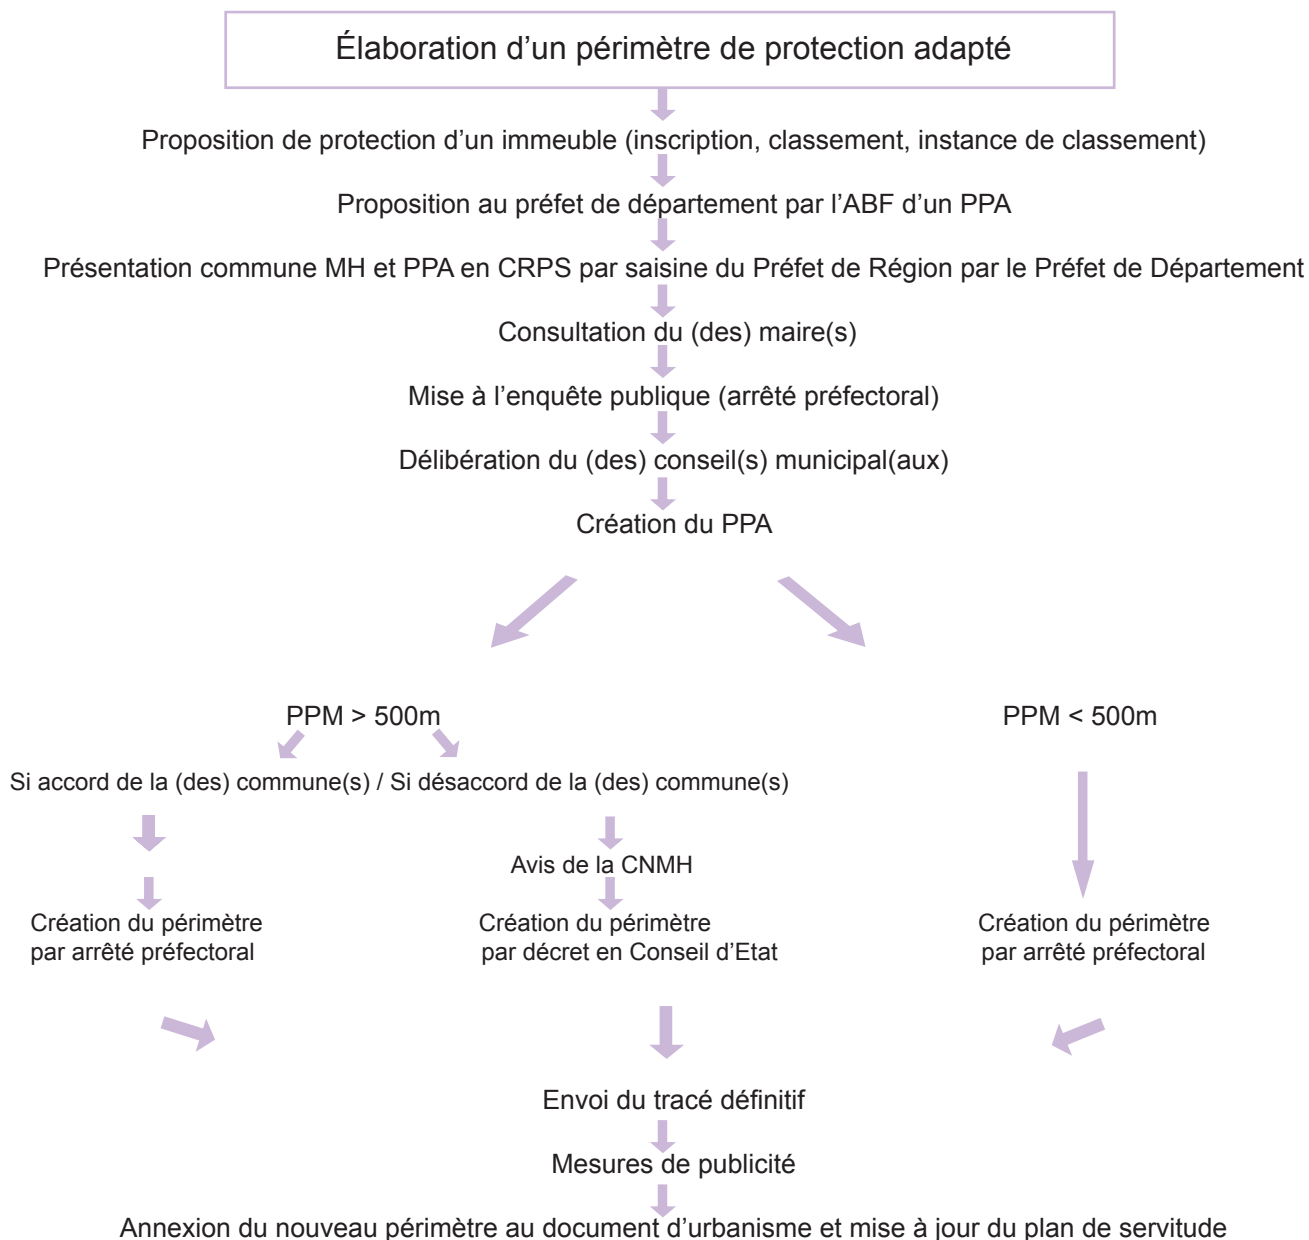 Élaboration d’un périmètre de protection adapté
Proposition de protection d’un immeuble (inscription, classement, instance de classement)
Proposition au préfet de département par l’ABF d’un PPA
Présentation commune MH et PPA en CRPS par saisine du Préfet de Région par le Préfet de Département
Consultation du (des) maire(s)
Mise à l’enquête publique (arrêté préfectoral)
Délibération du (des) conseil(s) municipal(aux)
Création du PPA
PPM > 500m
PPM < 500m
Si accord de la (des) commune(s) / Si désaccord de la (des) commune(s)
Avis de la CNMH
Création du périmètre
par arrêté préfectoral
Création du périmètre
par décret en Conseil d’Etat
Création du périmètre
par arrêté préfectoral
Envoi du tracé définitif
Mesures de publicité
Annexion du nouveau périmètre au document d’urbanisme et mise à jour du plan de servitude